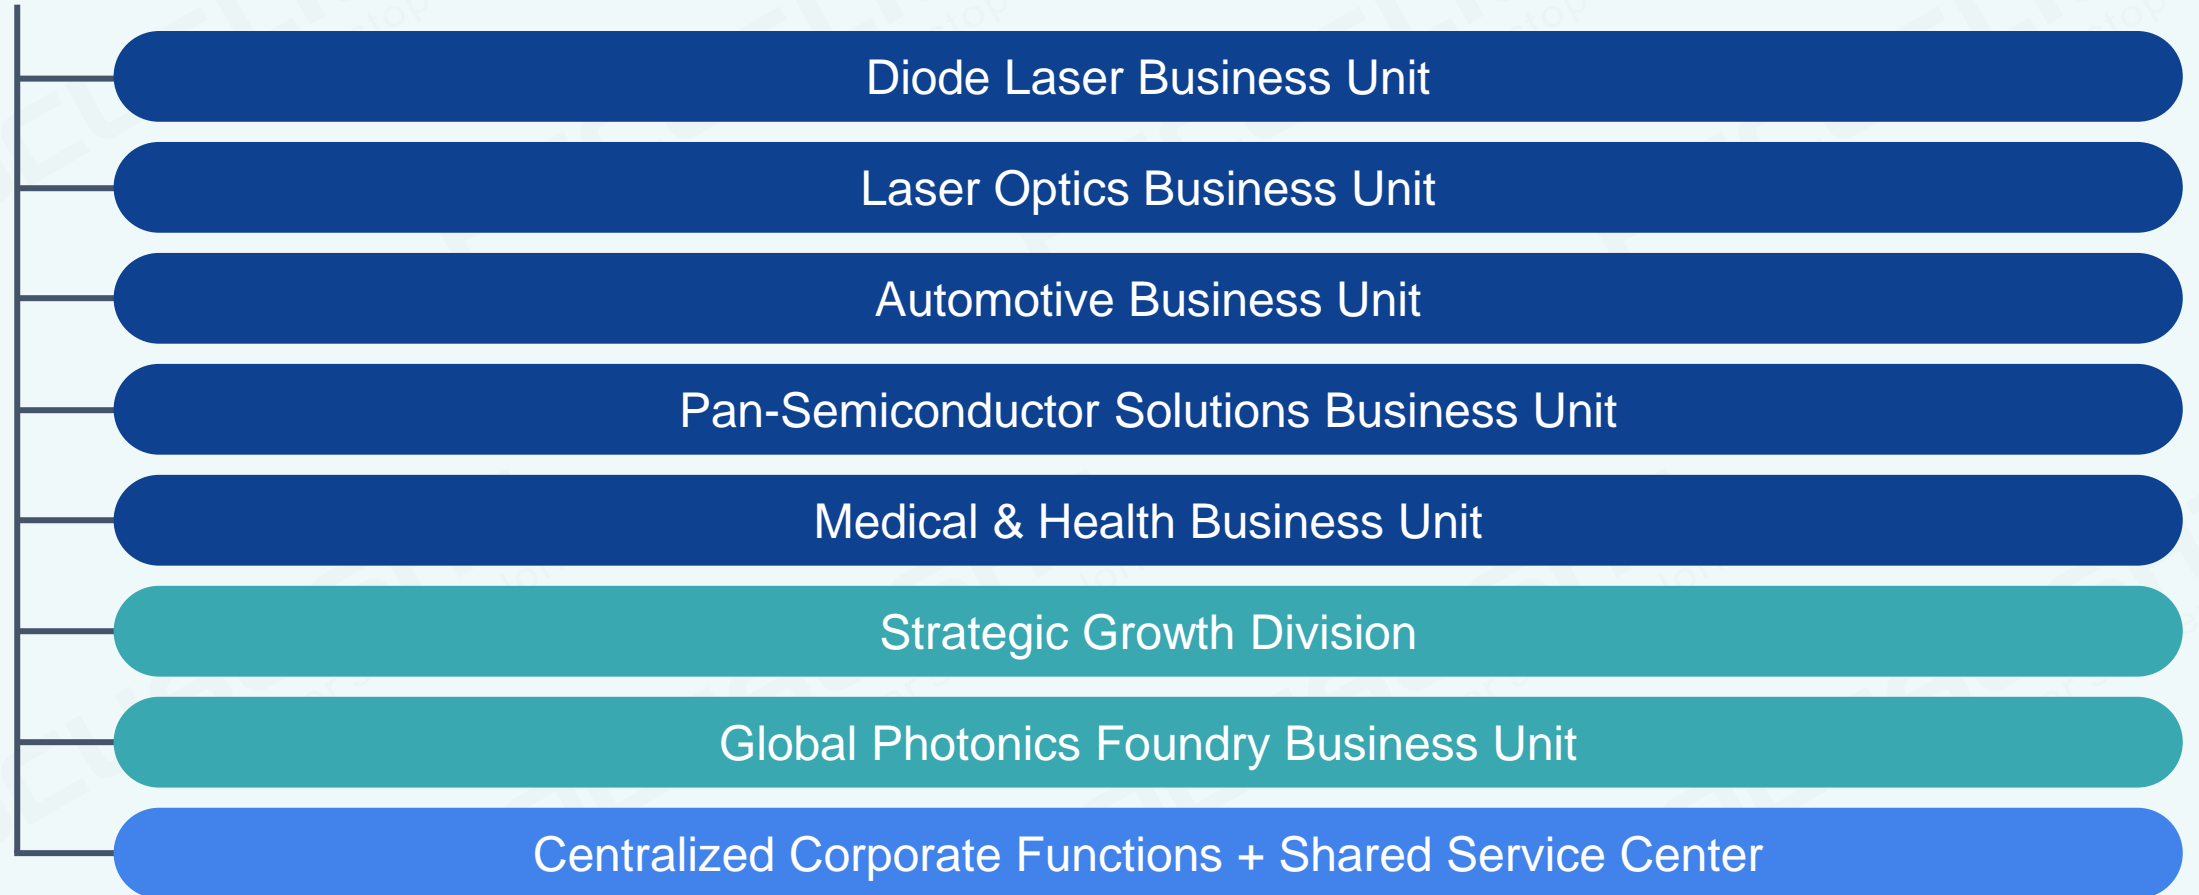 Diode Laser Business Unit
Laser Optics Business Unit
Automotive Business Unit
Pan-Semiconductor Solutions Business Unit
Medical & Health Business Unit
Strategic Growth Division
Global Photonics Foundry Business Unit
Centralized Corporate Functions + Shared Service Center